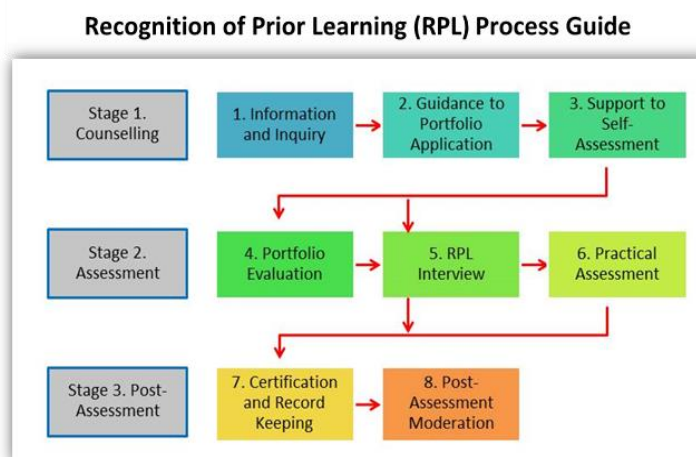 Recognition of Prior Learning (RPL) Process Guide
Stage 1.
Counselling
1. Information
and Inquiry
2. Guidance to
Portfolio
Application
3. Support to
Self-
Assessment
Stage 2.
Assessment
4. Portfolio
Evaluation
5. RPL
Interview
6. Practical
Assessment
Stage 3. Post-
Assessment
7. Certification
and Record
Keeping
8. Post-
Assessment
Moderation